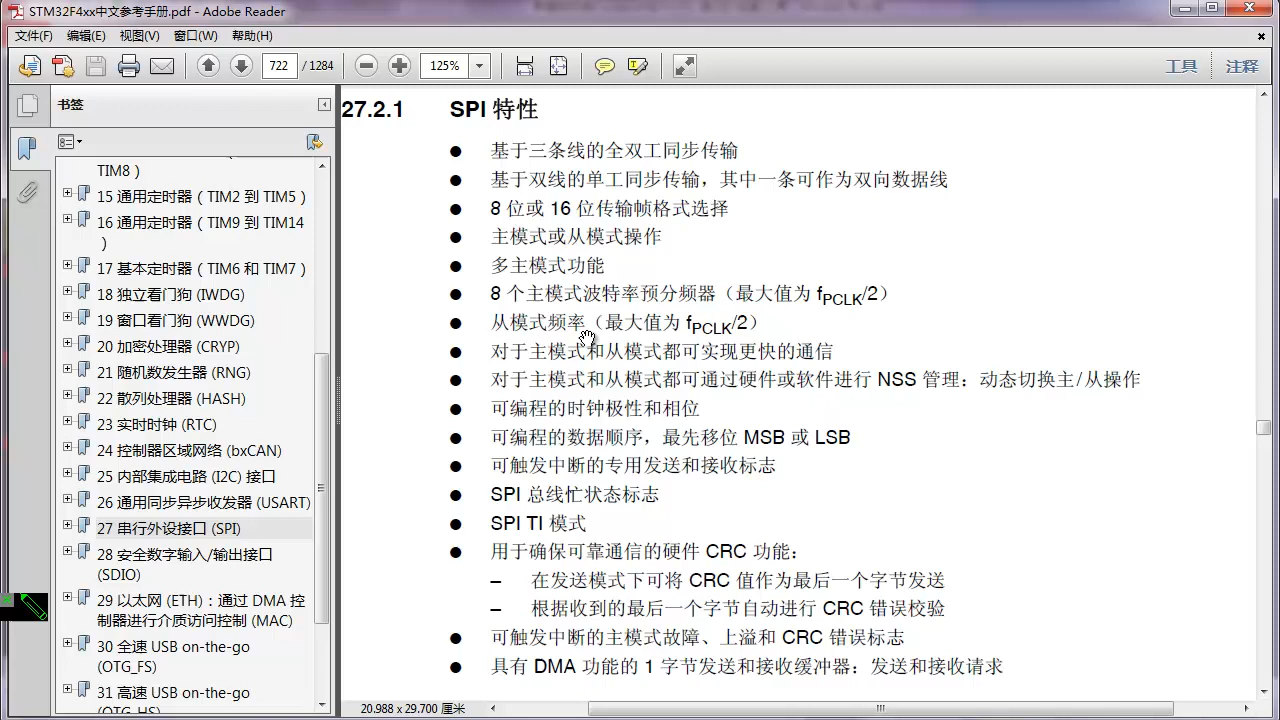 STM32F4xx中文参考手册.pdf - Adobe Reader
文件(F) 编辑(E) 视图(V) 窗口(W) 帮助(H)
722 / 1284 125% 工具 注释
书签
TIM8 )
15 通用定时器 ( TIM2 到 TIM5 )
16 通用定时器 ( TIM9 到 TIM14
)
17 基本定时器 ( TIM6 和 TIM7 )
18 独立看门狗 (IWDG)
19 窗口看门狗 (WWDG)
20 加密处理器 (CRYP)
21 随机数发生器 (RNG)
22 散列处理器 (HASH)
23 实时时钟 (RTC)
24 控制器区域网络 (bxCAN)
25 内部集成电路 (I2C) 接口
26 通用同步异步收发器 (USART)
27 串行外设接口 (SPI)
28 安全数字输入/输出接口
(SDIO)
29 以太网 (ETH)：通过 DMA 控
制器进行介质访问控制 (MAC)
30 全速 USB on-the-go
(OTG_FS)
31 高速 USB on-the-go
(OTG_HS)
27.2.1 SPI 特性
● 基于三条线的全双工同步传输
● 基于双线的单工同步传输，其中一条可作为双向数据线
● 8 位或 16 位传输帧格式选择
● 主模式或从模式操作
● 多主模式功能
● 8 个主模式波特率预分频器（最大值为 fPCLK/2）
● 从模式频率（最大值为 fPCLK/2）
● 对于主模式和从模式都可实现更快的通信
● 对于主模式和从模式都可通过硬件或软件进行 NSS 管理：动态切换主/从操作
● 可编程的时钟极性和相位
● 可编程的数据顺序，最先移位 MSB 或 LSB
● 可触发中断的专用发送和接收标志
● SPI 总线忙状态标志
● SPI TI 模式
● 用于确保可靠通信的硬件 CRC 功能：
– 在发送模式下可将 CRC 值作为最后一个字节发送
– 根据收到的最后一个字节自动进行 CRC 错误校验
● 可触发中断的主模式故障、上溢和 CRC 错误标志
● 具有 DMA 功能的 1 字节发送和接收缓冲器：发送和接收请求
20.988 x 29.700 厘米